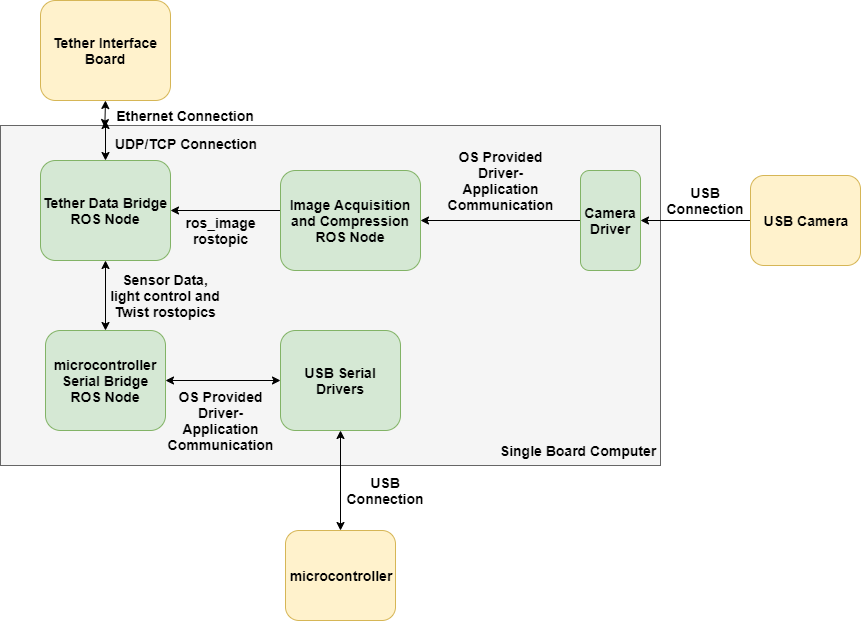 Tether Interface
Board
Ethernet Connection
UDP/TCP Connection
Tether Data Bridge
ROS Node
ros_image
rostopic
Image Acquisition
and Compression
ROS Node
OS Provided
Driver-
Application
Communication
Camera
Driver
USB
Connection
USB Camera
Sensor Data,
light control and
Twist rostopics
microcontroller
Serial Bridge
ROS Node
OS Provided
Driver-
Application
Communication
USB Serial
Drivers
Single Board Computer
USB
Connection
microcontroller